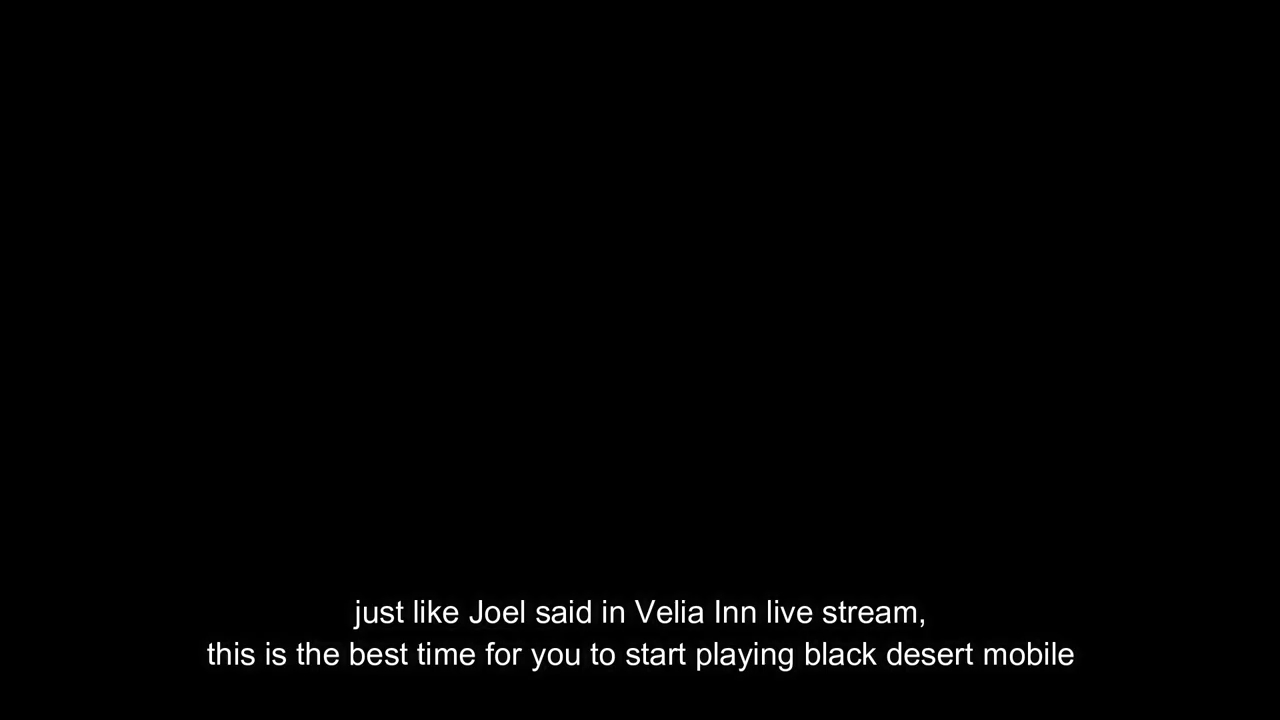 just like Joel said in Velia Inn live stream,
this is the best time for you to start playing black desert mobile